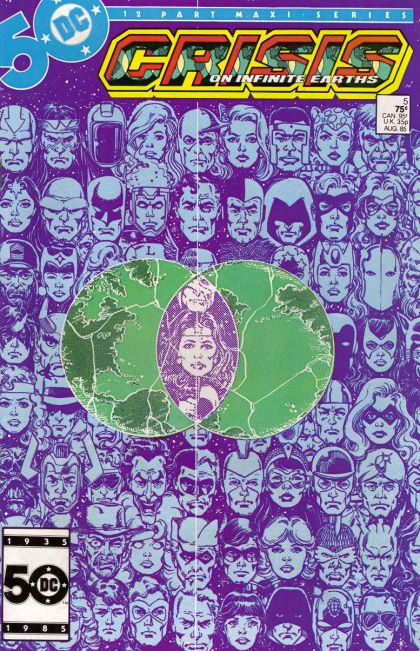 50
DC
12 PART MAXI-SERIES
CRISIS
ON INFINITE EARTHS
5
75¢
CAN. 95¢
U.K. 35p
AUG. 85
1935
50 DC
1985